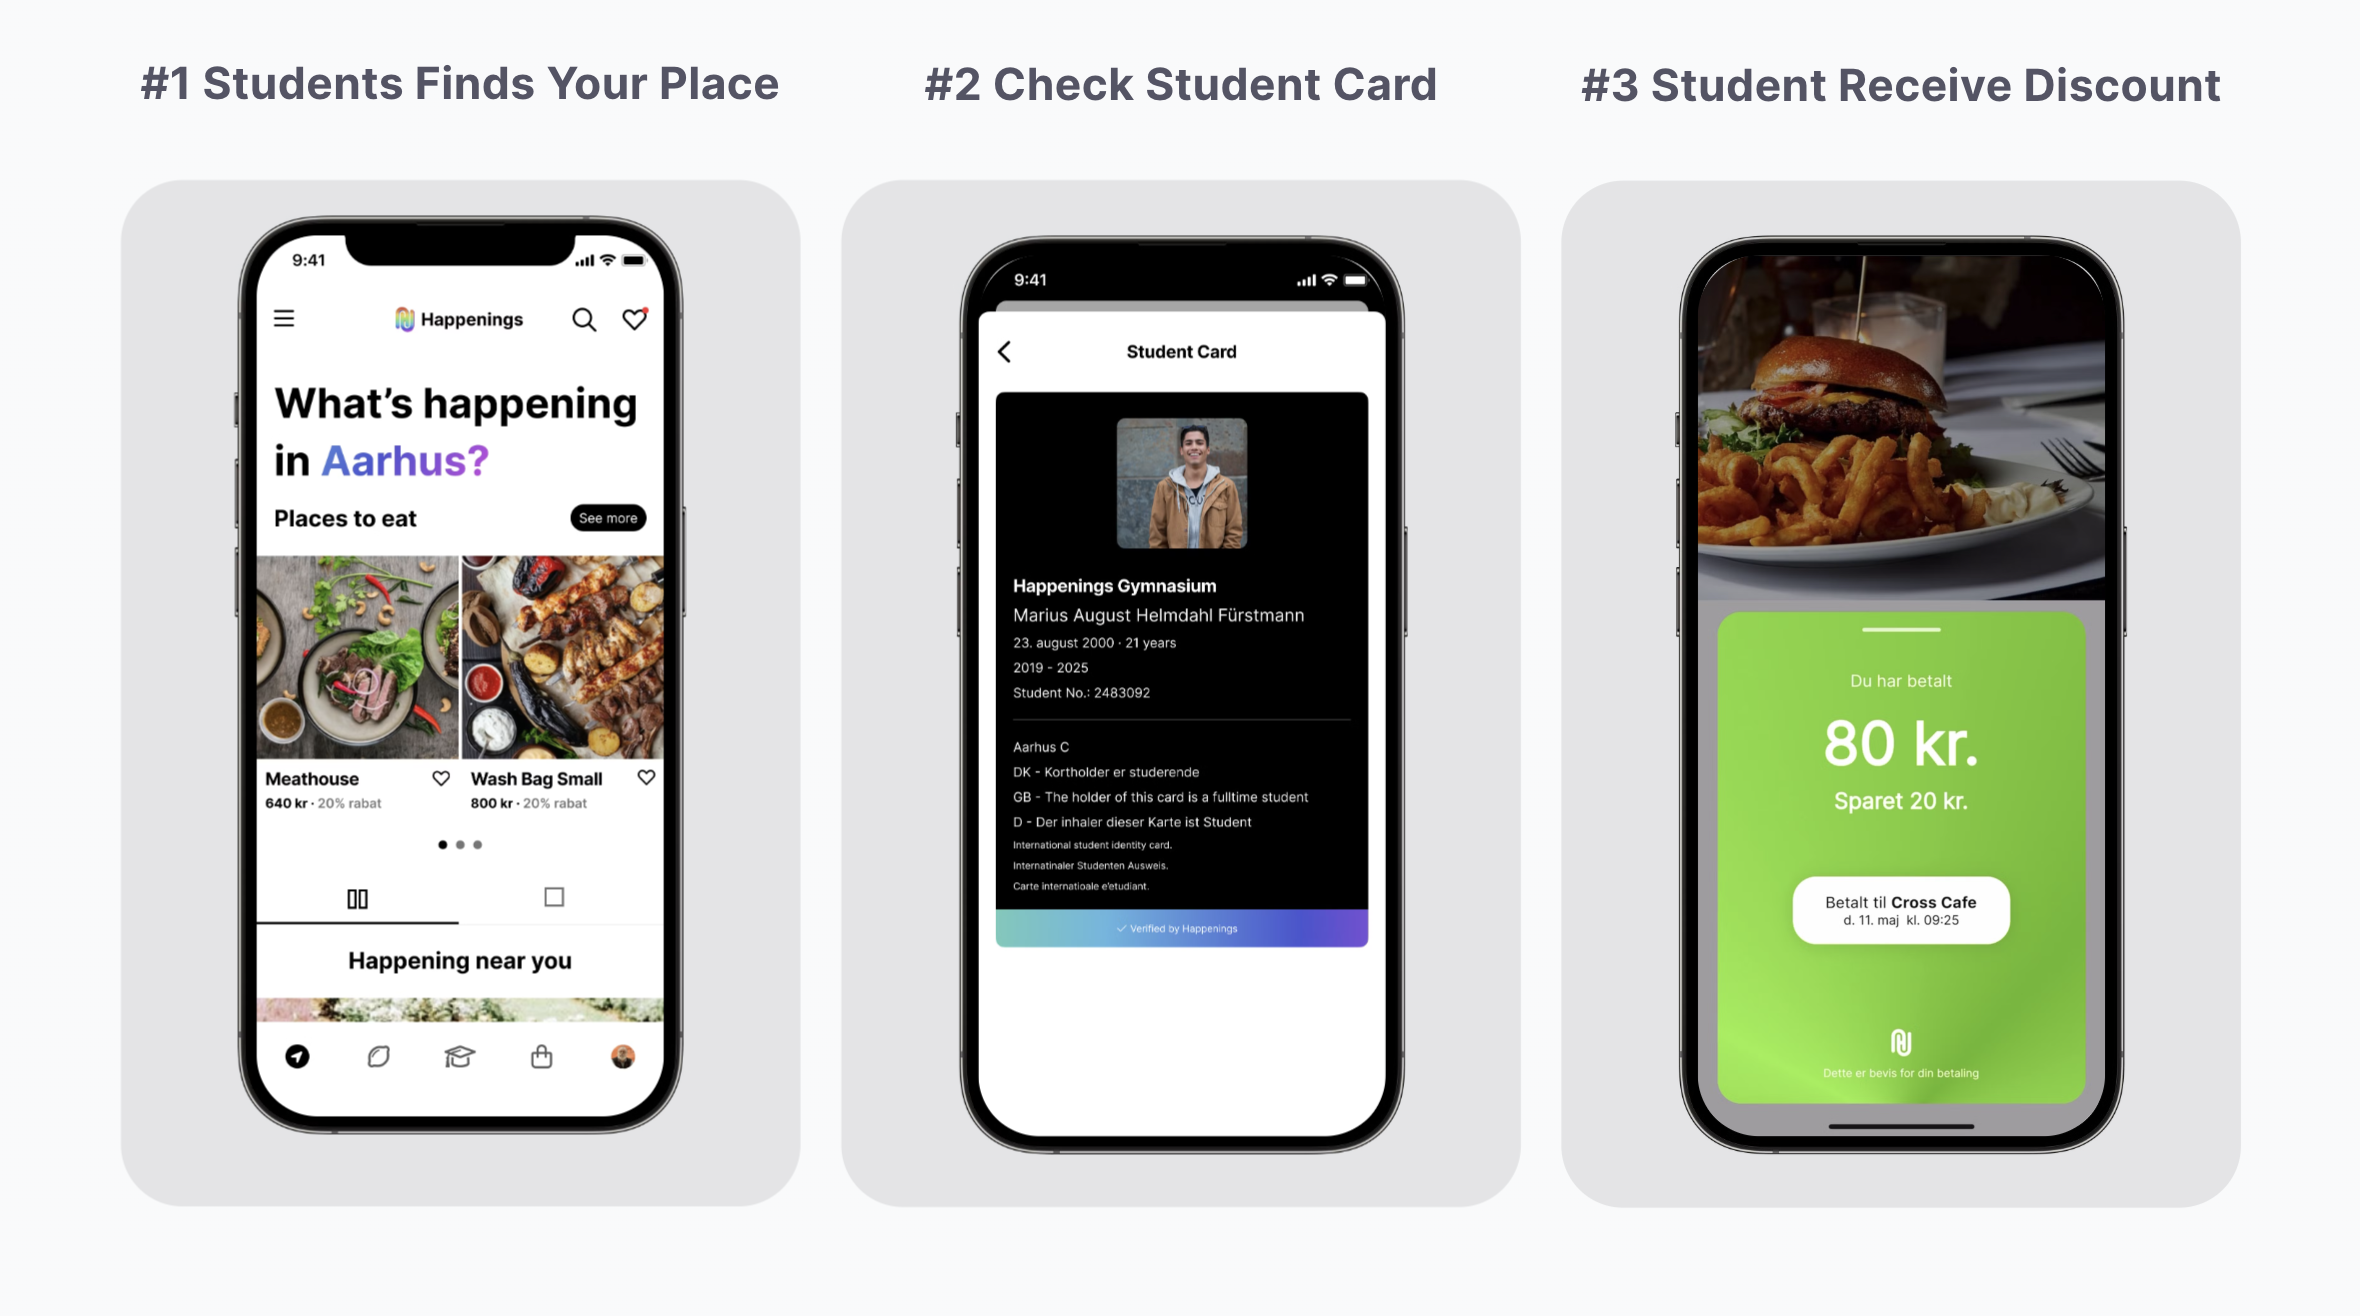 #1 Students Finds Your Place
9:41
Happenings
What's happening
in Aarhus?
Places to eat
See more
Meathouse
640 kr · 20% rabat
Wash Bag Small
800 kr · 20% rabat
Happening near you
#2 Check Student Card
9:41
Student Card
Happenings Gymnasium
Marius August Helmdahl Fürstmann
23. august 2000 · 21 years
2019 - 2025
Student No.: 2483092
Aarhus C
DK - Kortholder er studerende
GB - The holder of this card is a fulltime student
D - Der inhaler dieser Karte ist Student
International student identity card.
Internatinaler Studenten Ausweis.
Carte internatioale e'etudiant.
Verified by Happenings
#3 Student Receive Discount
Du har betalt
80 kr.
Sparet 20 kr.
Betalt til Cross Cafe
d. 11. maj kl. 09:25
Dette er bevis for din betaling